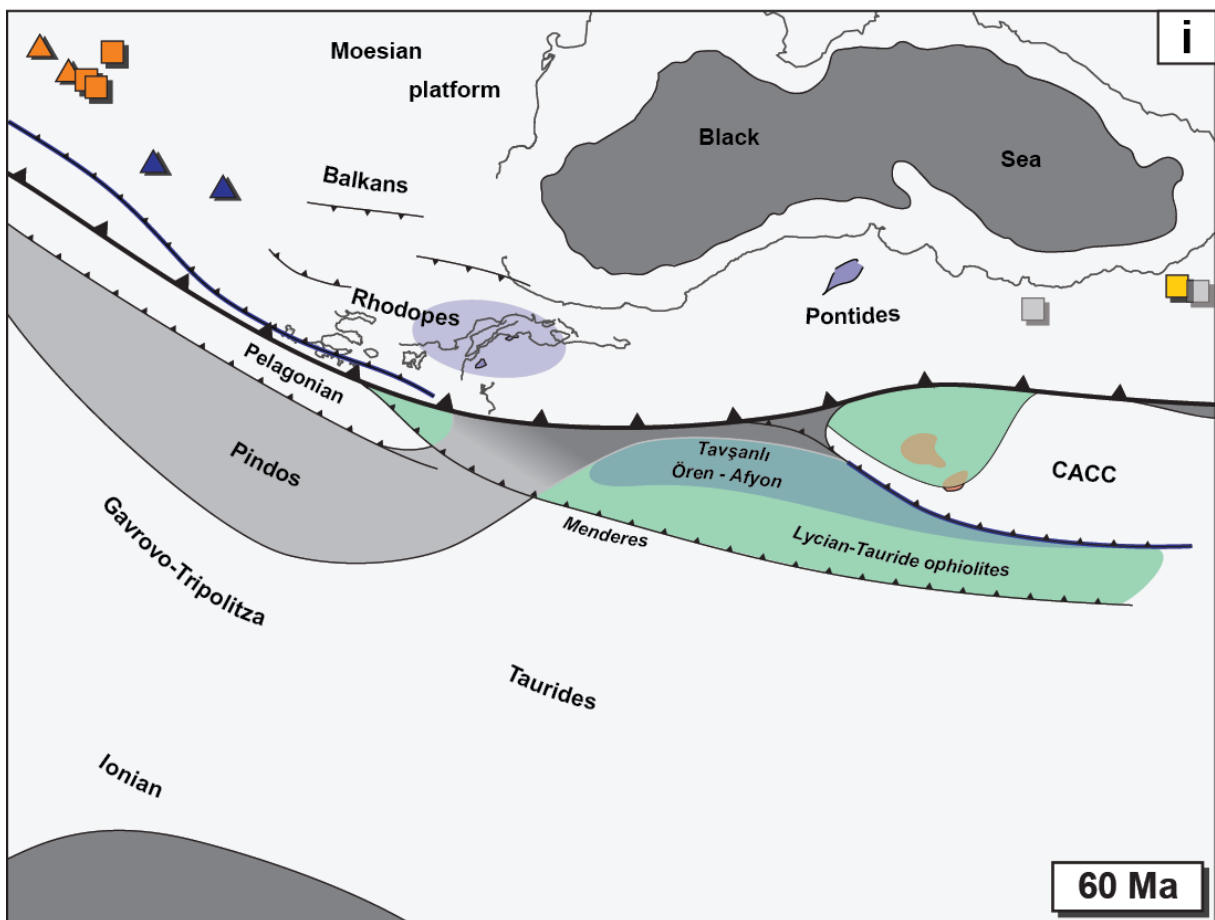 i
Moesian
platform
Black
Sea
Balkans
Rhodopes
Pontides
Pelagonian
Pindos
Tavşanlı
Ören - Afyon
CACC
Menderes
Lycian-Tauride ophiolites
Gavrovo-Tripolitza
Taurides
Ionian
60 Ma